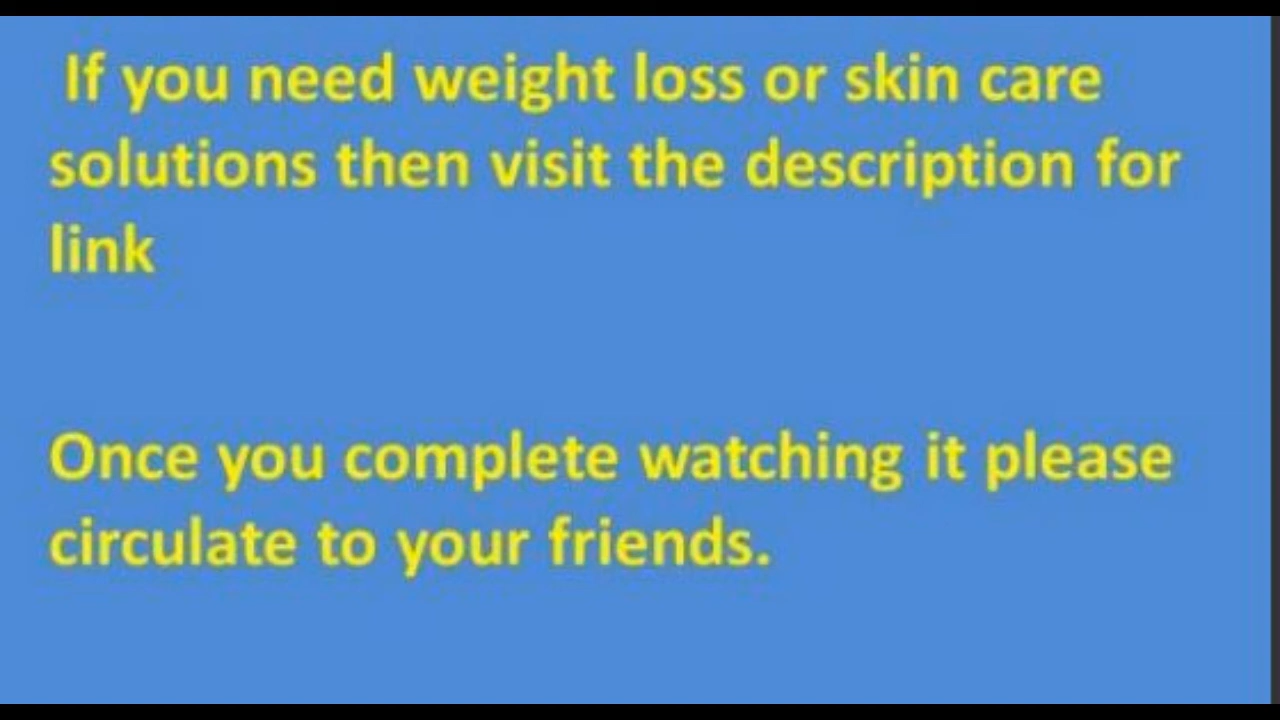 If you need weight loss or skin care
solutions then visit the description for
link
Once you complete watching it please
circulate to your friends.